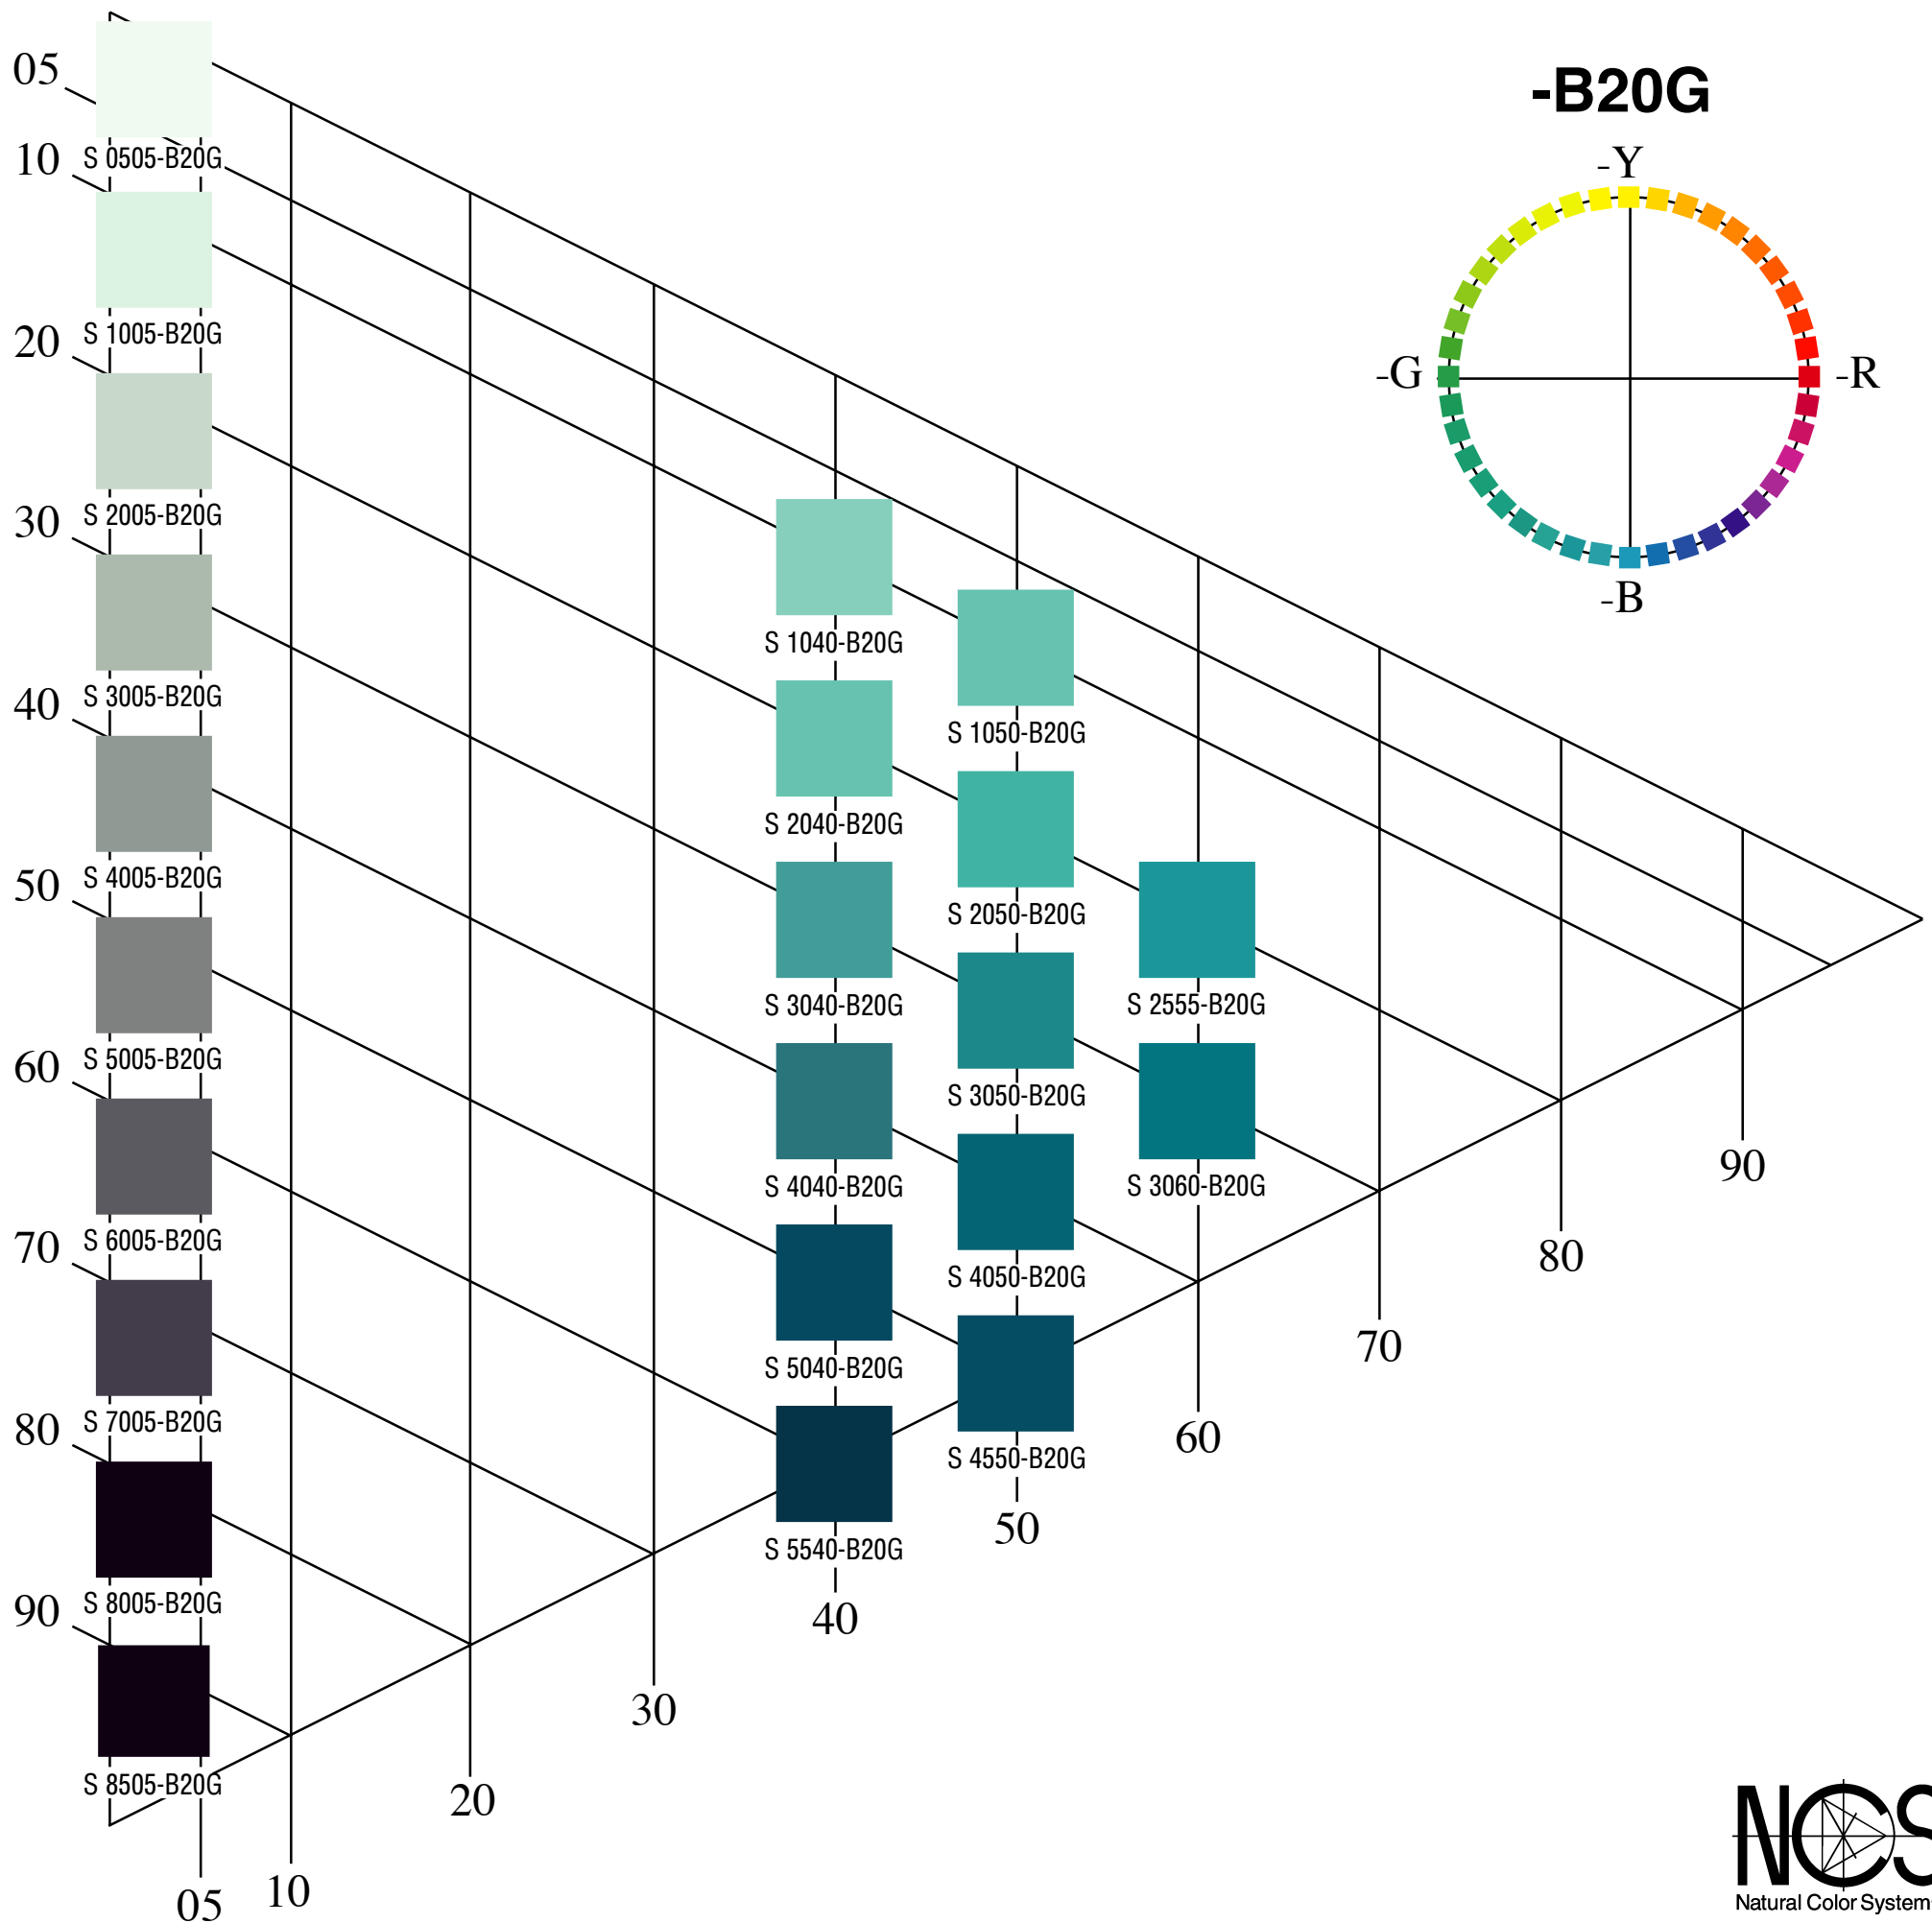 -B20G
-Y
-G
-R
-B
05
10
20
30
40
50
60
70
80
90
S 0505-B20G
S 1005-B20G
S 2005-B20G
S 3005-B20G
S 4005-B20G
S 5005-B20G
S 6005-B20G
S 7005-B20G
S 8005-B20G
S 8505-B20G
S 1040-B20G
S 2040-B20G
S 3040-B20G
S 4040-B20G
S 5040-B20G
S 5540-B20G
S 1050-B20G
S 2050-B20G
S 3050-B20G
S 4050-B20G
S 4550-B20G
S 2555-B20G
S 3060-B20G
05
10
20
30
40
50
60
70
80
90
NCS
Natural Color System